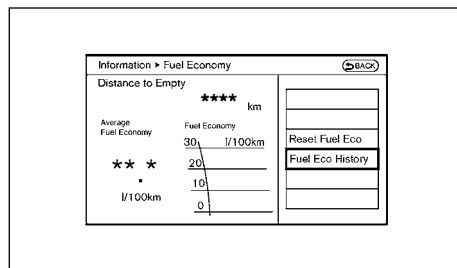 Information ▸ Fuel Economy
BACK
Distance to Empty
**** km
Average
Fuel Economy
** *
.
l/100km
Fuel Economy
30 l/100km
20
10
0
Reset Fuel Eco
Fuel Eco History